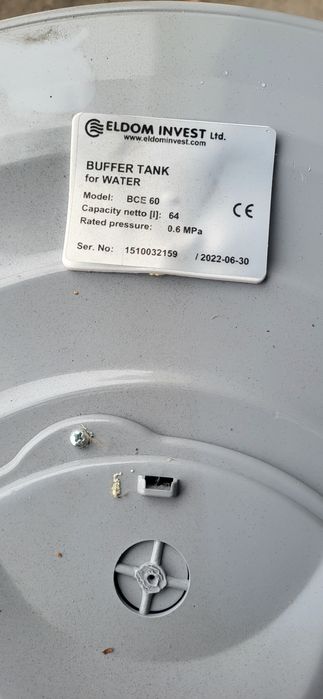 ELDOM INVEST Ltd.
www.eldominvest.com
BUFFER TANK
for WATER
Model: BCE 60
Capacity netto [l]: 64
Rated pressure: 0.6 MPa
CE
Ser. No: 1510032159 / 2022-06-30